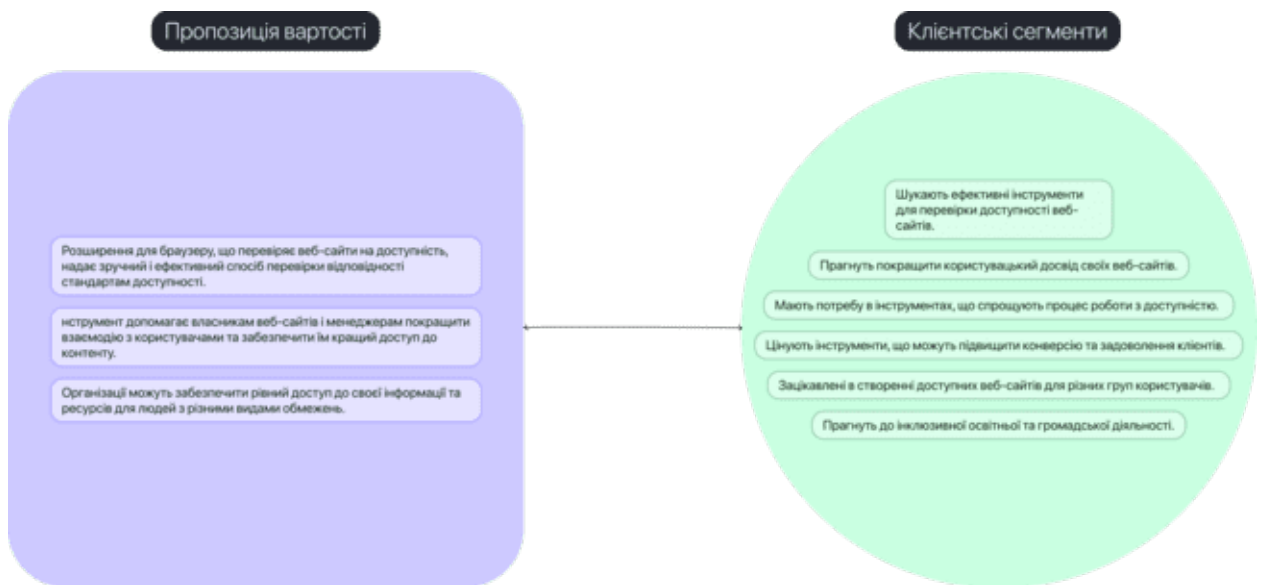 Пропозиція вартості
Клієнтські сегменти
Розширення для браузеру, що перевіряє веб-сайти на доступність,
надає зручний і ефективний спосіб перевірки відповідності
стандартам доступності.
нструмент допомагає власникам веб-сайтів і менеджерам покращити
взаємодію з користувачами та забезпечити їм кращий доступ до
контенту.
Організації можуть забезпечити рівний доступ до своєї інформації та
ресурсів для людей з різними видами обмежень.
Шукають ефективні інструменти
для перевірки доступності веб-
сайтів.
Прагнуть покращити користувацький досвід своїх веб-сайтів.
Мають потребу в інструментах, що спрощують процес роботи з доступністю.
Цінують інструменти, що можуть підвищити конверсію та задоволення клієнтів.
Зацікавлені в створенні доступних веб-сайтів для різних груп користувачів.
Прагнуть до інклюзивної освітньої та громадської діяльності.